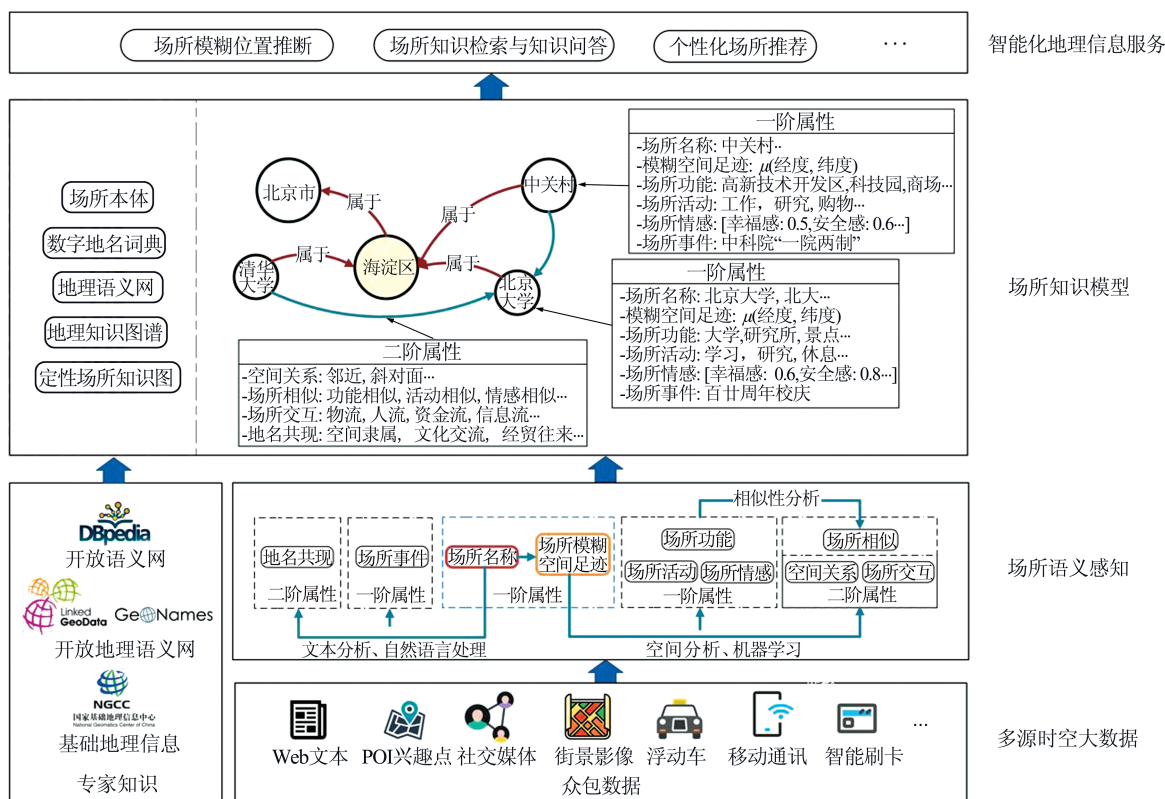 场所模糊位置推断
场所知识检索与知识问答
个性化场所推荐
···
智能化地理信息服务
场所本体
数字地名词典
地理语义网
地理知识图谱
定性场所知识图
北京市
中关村
清华
大学
海淀区
北京
大学
属于
属于
属于
属于
一阶属性
-场所名称: 中关村··
-模糊空间足迹: μ(经度, 纬度)
-场所功能: 高新技术开发区,科技园,商场···
-场所活动: 工作，研究, 购物···
-场所情感: [幸福感: 0.5,安全感: 0.6···]
-场所事件: 中科院“一院两制”
一阶属性
-场所名称: 北京大学, 北大···
-模糊空间足迹: μ(经度, 纬度)
-场所功能: 大学,研究所, 景点···
-场所活动: 学习，研究, 休息···
-场所情感: [幸福感: 0.6,安全感: 0.8···]
-场所事件: 百廿周年校庆
二阶属性
-空间关系: 邻近, 斜对面···
-场所相似: 功能相似, 活动相似, 情感相似···
-场所交互: 物流, 人流, 资金流, 信息流···
-地名共现: 空间隶属，文化交流，经贸往来···
场所知识模型
DBpedia
开放语义网
Linked
GeoData
GeoNames
开放地理语义网
NGCC
国家基础地理信息中心
National Geomatics Center of China
基础地理信息
专家知识
相似性分析
地名共现
二阶属性
场所事件
一阶属性
场所名称
场所模糊
空间足迹
一阶属性
场所功能
场所活动
场所情感
一阶属性
场所相似
空间关系
场所交互
二阶属性
文本分析、自然语言处理
空间分析、机器学习
场所语义感知
Web文本
POI兴趣点
社交媒体
街景影像
浮动车
移动通讯
智能刷卡
···
众包数据
多源时空大数据